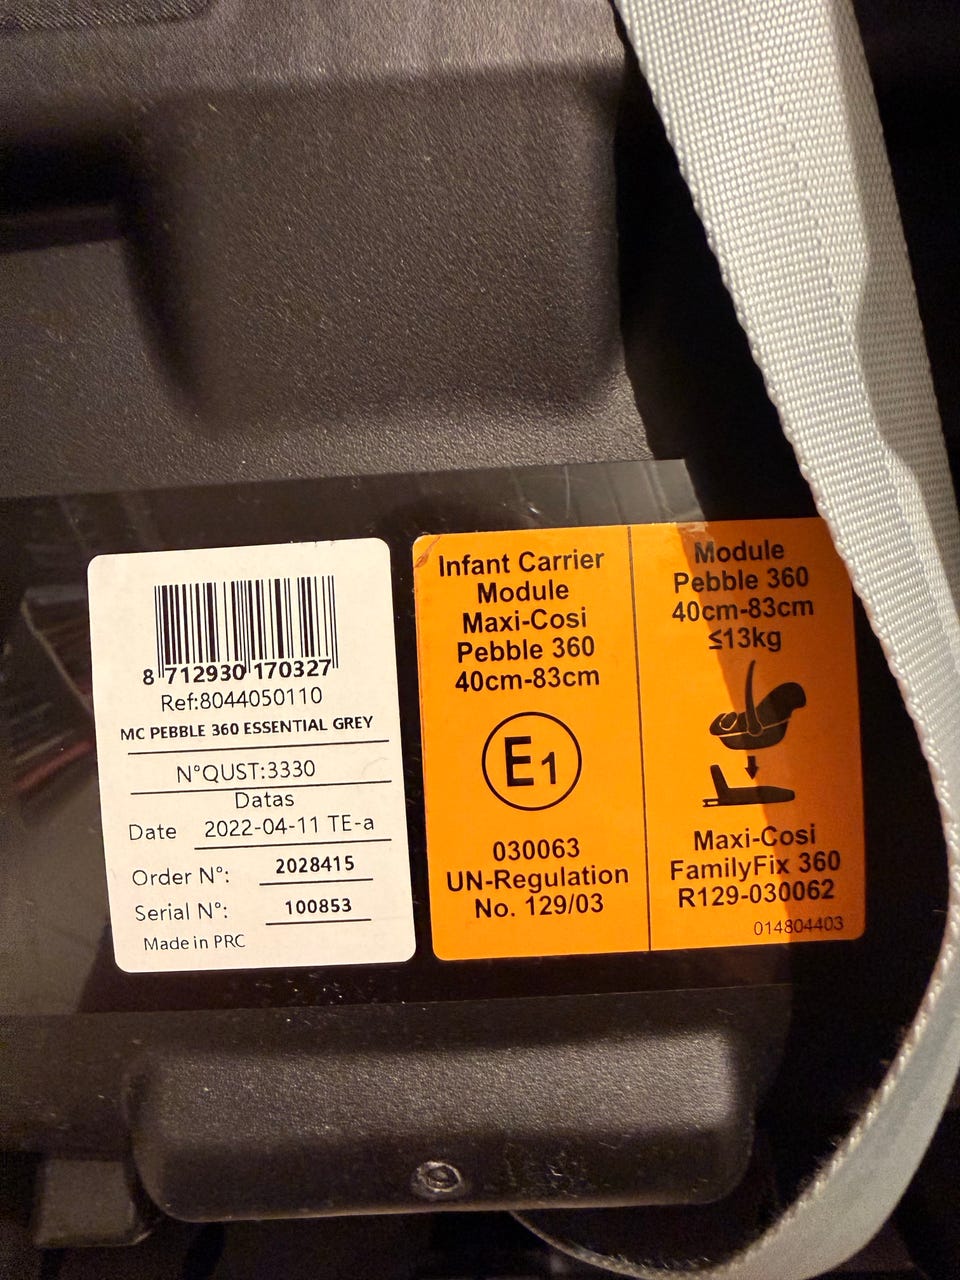 8 712930 170327
Ref:8044050110
MC PEBBLE 360 ESSENTIAL GREY
N°QUST:3330
Datas
Date 2022-04-11 TE-a
Order N°: 2028415
Serial N°: 100853
Made in PRC
Infant Carrier
Module
Maxi-Cosi
Pebble 360
40cm-83cm
E1
030063
UN-Regulation
No. 129/03
Module
Pebble 360
40cm-83cm
≤13kg
Maxi-Cosi
FamilyFix 360
R129-030062
014804403